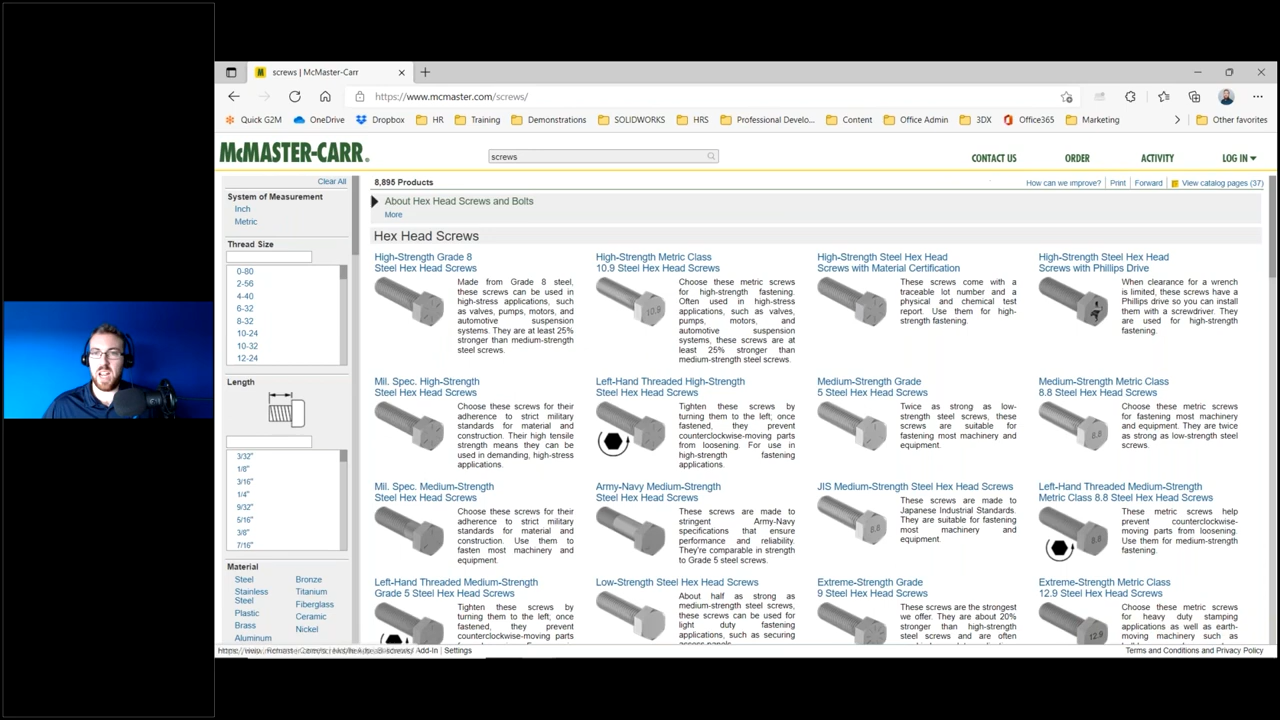 screws | McMaster-Carr
https://www.mcmaster.com/screws/
Quick G2M OneDrive Dropbox HR Training Demonstrations SOLIDWORKS HRS Professional Develo... Content Office Admin 3DX Office365 Marketing Other favorites
McMASTER-CARR.
screws
CONTACT US ORDER ACTIVITY LOG IN
Clear All
System of Measurement
Inch
Metric
Thread Size
0-80
2-56
4-40
6-32
8-32
10-24
10-32
12-24
Length
3/32"
1/8"
3/16"
1/4"
9/32"
5/16"
3/8"
7/16"
Material
Steel
Stainless
Steel
Plastic
Brass
Aluminum
Bronze
Titanium
Fiberglass
Ceramic
Nickel
8,895 Products
How can we improve? Print Forward View catalog pages (37)
About Hex Head Screws and Bolts
More
Hex Head Screws
High-Strength Grade 8
Steel Hex Head Screws
Made from Grade 8 steel,
these screws can be used in
high-stress applications, such
as valves, pumps, motors, and
automotive suspension
systems. They are at least 25%
stronger than medium-strength
steel screws.
High-Strength Metric Class
10.9 Steel Hex Head Screws
10.9
Choose these metric screws
for high-strength fastening.
Often used in high-stress
applications, such as valves,
pumps, motors, and
automotive suspension
systems, these screws are at
least 25% stronger than
medium-strength steel screws.
High-Strength Steel Hex Head
Screws with Material Certification
These screws come with a
traceable lot number and a
physical and chemical test
report. Use them for high-
strength fastening.
High-Strength Steel Hex Head
Screws with Phillips Drive
When clearance for a wrench
is limited, these screws have a
Phillips drive so you can install
them with a screwdriver. They
are used for high-strength
fastening.
Mil. Spec. High-Strength
Steel Hex Head Screws
Choose these screws for their
adherence to strict military
standards for material and
construction. Their high tensile
strength means they can be
used in demanding, high-stress
applications.
Left-Hand Threaded High-Strength
Steel Hex Head Screws
Tighten these screws by
turning them to the left; once
fastened, they prevent
counterclockwise-moving parts
from loosening. For use in
high-strength fastening
applications.
Medium-Strength Grade
5 Steel Hex Head Screws
Twice as strong as low-
strength steel screws, these
screws are suitable for
fastening most machinery and
equipment.
Medium-Strength Metric Class
8.8 Steel Hex Head Screws
8.8
Choose these metric screws
for fastening most machinery
and equipment. They are twice
as strong as low-strength steel
screws.
Mil. Spec. Medium-Strength
Steel Hex Head Screws
Choose these screws for their
adherence to strict military
standards for material and
construction. Use them to
fasten most machinery and
equipment.
Army-Navy Medium-Strength
Steel Hex Head Screws
These screws are made to
stringent Army-Navy
specifications that ensure
performance and reliability.
They're comparable in strength
to Grade 5 steel screws.
JIS Medium-Strength Steel Hex Head Screws
8.8
These screws are made to
Japanese Industrial Standards.
They are suitable for fastening
most machinery and
equipment.
Left-Hand Threaded Medium-Strength
Metric Class 8.8 Steel Hex Head Screws
8.8
These metric screws help
prevent counterclockwise-
moving parts from loosening.
Use them for medium-strength
fastening.
Left-Hand Threaded Medium-Strength
Grade 5 Steel Hex Head Screws
Tighten these screws by
turning them to the left; once
fastened, they prevent
counterclockwise-moving parts
Low-Strength Steel Hex Head Screws
About half as strong as
medium-strength steel screws,
these screws can be used for
light duty fastening
applications, such as securing
Extreme-Strength Grade
9 Steel Hex Head Screws
These screws are the strongest
we offer. They are about 20%
stronger than high-strength
steel screws and are often
Extreme-Strength Metric Class
12.9 Steel Hex Head Screws
12.9
Choose these metric screws
for heavy duty stamping
applications as well as earth-
moving machinery such as
Add-In Settings
Terms and Conditions and Privacy Policy